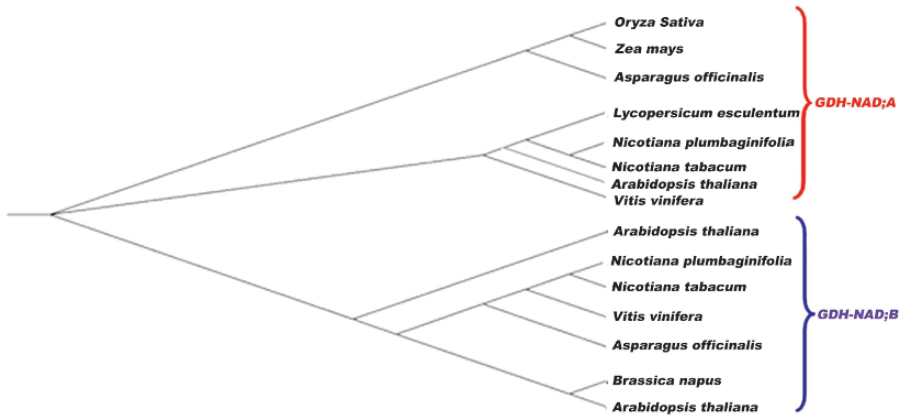 Oryza Sativa
Zea mays
Asparagus officinalis
GDH-NAD;A
Lycopersicum esculentum
Nicotiana plumbaginifolia
Nicotiana tabacum
Arabidopsis thaliana
Vitis vinifera
Arabidopsis thaliana
Nicotiana plumbaginifolia
Nicotiana tabacum
Vitis vinifera
GDH-NAD;B
Asparagus officinalis
Brassica napus
Arabidopsis thaliana